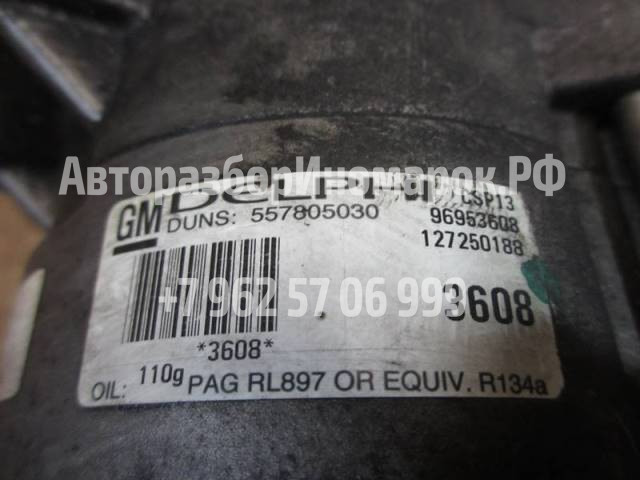 АвторазборИномарок.РФ
DELPHI CSP13
GM DUNS: 557805030 96953608
127250188
+7 962 57 06 993
3608
*3608*
OIL: 110g PAG RL897 OR EQUIV. R134a